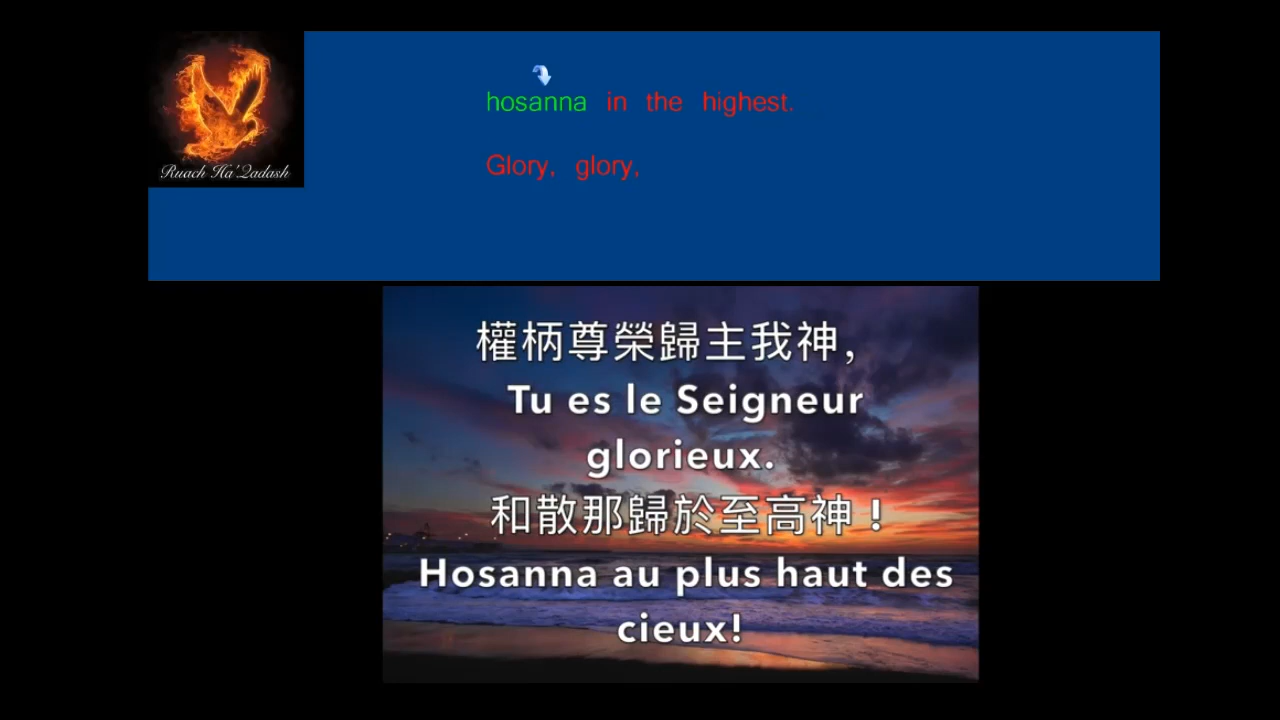 Ruach Ha'Qadash
hosanna in the highest.
Glory, glory,
權柄尊榮歸主我神,
Tu es le Seigneur
glorieux.
和散那歸於至高神！
Hosanna au plus haut des
cieux!